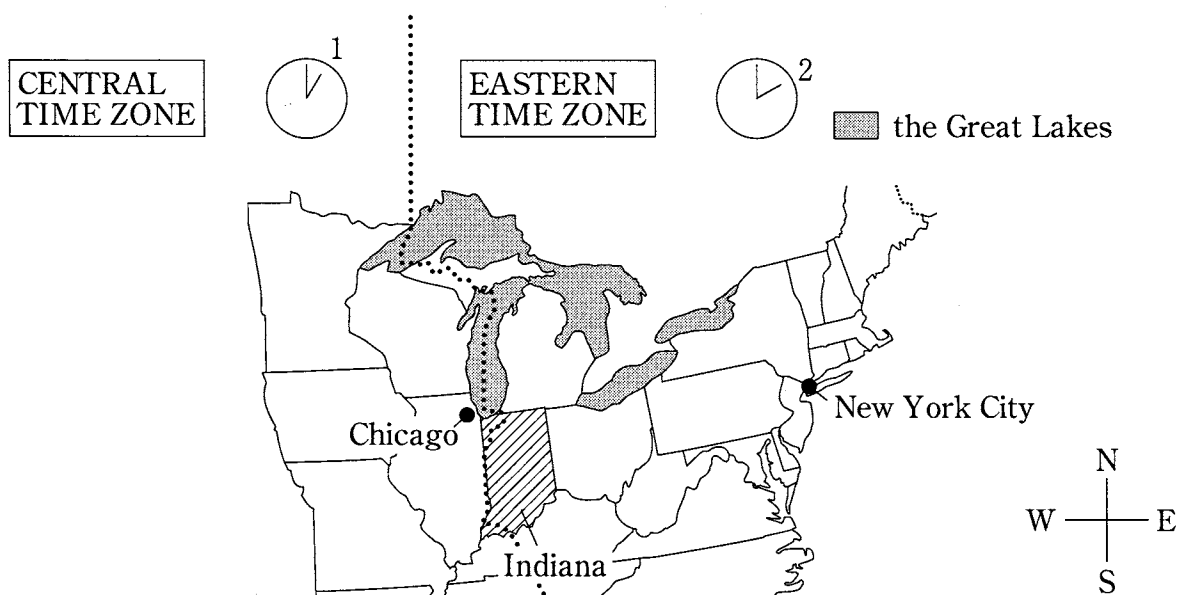 1
2
CENTRAL
TIME ZONE
EASTERN
TIME ZONE
the Great Lakes
New York City
Chicago
Indiana
N
W
E
S